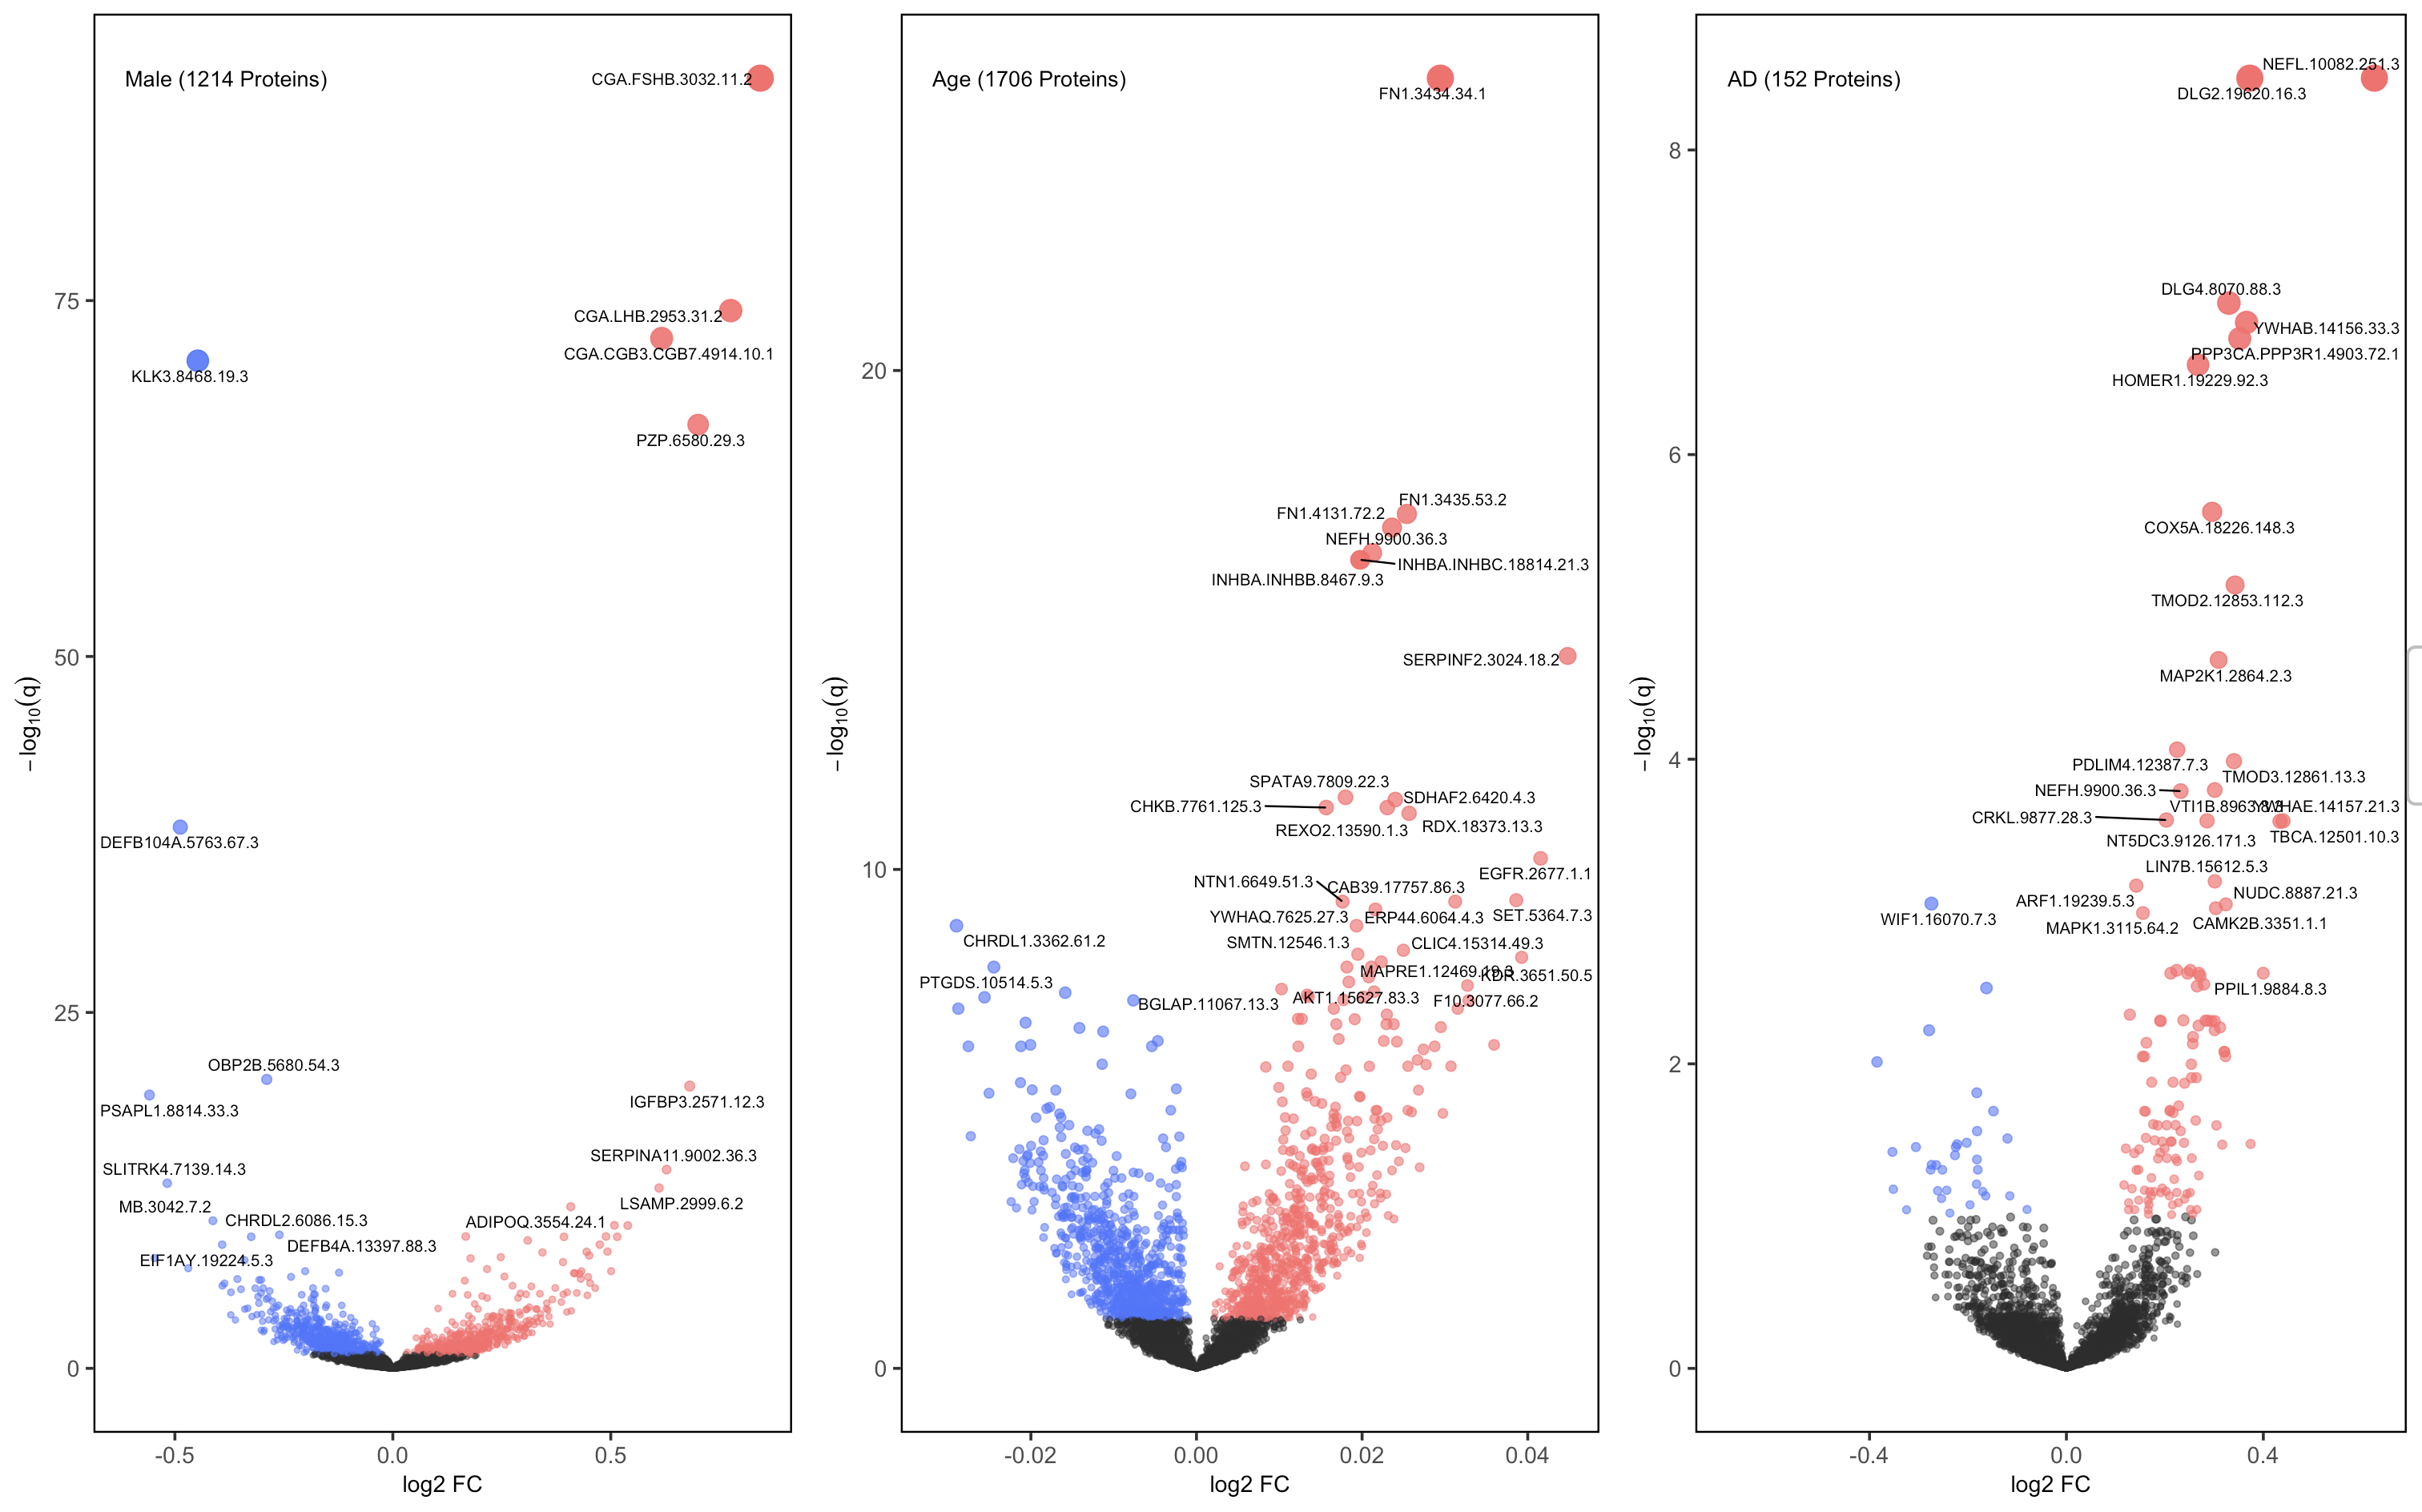 Male (1214 Proteins)
CGA.FSHB.3032.11.2
CGA.LHB.2953.31.2
CGA.CGB3.CGB7.4914.10.1
KLK3.8468.19.3
PZP.6580.29.3
DEFB104A.5763.67.3
OBP2B.5680.54.3
PSAPL1.8814.33.3
IGFBP3.2571.12.3
SERPINA11.9002.36.3
SLITRK4.7139.14.3
LSAMP.2999.6.2
MB.3042.7.2
CHRDL2.6086.15.3
ADIPOQ.3554.24.1
DEFB4A.13397.88.3
EIF1AY.19224.5.3
75
50
25
0
−log10(q)
-0.5
0.0
0.5
log2 FC
Age (1706 Proteins)
FN1.3434.34.1
FN1.3435.53.2
FN1.4131.72.2
NEFH.9900.36.3
INHBA.INHBC.18814.21.3
INHBA.INHBB.8467.9.3
SERPINF2.3024.18.2
SPATA9.7809.22.3
SDHAF2.6420.4.3
CHKB.7761.125.3
REXO2.13590.1.3
RDX.18373.13.3
EGFR.2677.1.1
NTN1.6649.51.3
CAB39.17757.86.3
YWHAQ.7625.27.3
ERP44.6064.4.3
SET.5364.7.3
CHRDL1.3362.61.2
SMTN.12546.1.3
CLIC4.15314.49.3
PTGDS.10514.5.3
MAPRE1.12469.19.3
KDR.3651.50.5
BGLAP.11067.13.3
AKT1.15627.83.3
F10.3077.66.2
20
10
0
−log10(q)
-0.02
0.00
0.02
0.04
log2 FC
AD (152 Proteins)
NEFL.10082.251.3
DLG2.19620.16.3
DLG4.8070.88.3
YWHAB.14156.33.3
PPP3CA.PPP3R1.4903.72.1
HOMER1.19229.92.3
COX5A.18226.148.3
TMOD2.12853.112.3
MAP2K1.2864.2.3
PDLIM4.12387.7.3
TMOD3.12861.13.3
NEFH.9900.36.3
VTI1B.8963.8.3
YWHAE.14157.21.3
CRKL.9877.28.3
NT5DC3.9126.171.3
TBCA.12501.10.3
LIN7B.15612.5.3
ARF1.19239.5.3
NUDC.8887.21.3
WIF1.16070.7.3
MAPK1.3115.64.2
CAMK2B.3351.1.1
PPIL1.9884.8.3
8
6
4
2
0
−log10(q)
-0.4
0.0
0.4
log2 FC